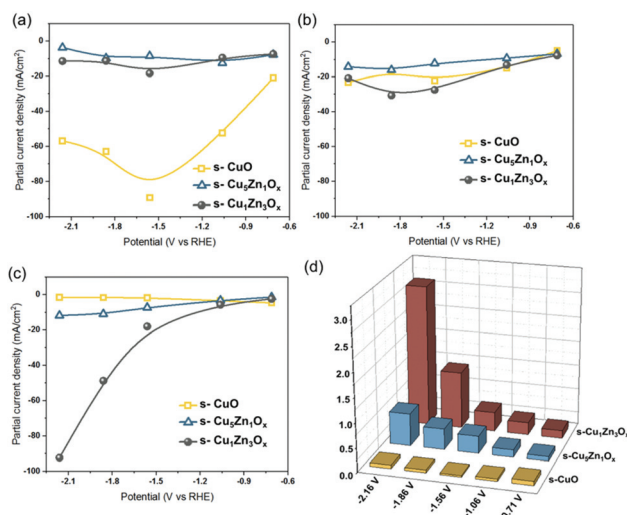 (a)
0
-20
-40
-60
-80
-100
Partial current density (mA/cm²)
s- CuO
s- Cu₅Zn₁Oₓ
s- Cu₁Zn₃Oₓ
-2.1
-1.8
-1.5
-1.2
-0.9
-0.6
Potential (V vs RHE)
(b)
0
-20
-40
-60
-80
-100
Partial current density (mA/cm²)
s- CuO
s- Cu₅Zn₁Oₓ
s- Cu₁Zn₃Oₓ
-2.1
-1.8
-1.5
-1.2
-0.9
-0.6
Potential (V vs RHE)
(c)
0
-20
-40
-60
-80
-100
Partial current density (mA/cm²)
s- CuO
s- Cu₅Zn₁Oₓ
s- Cu₁Zn₃Oₓ
-2.1
-1.8
-1.5
-1.2
-0.9
-0.6
Potential (V vs RHE)
(d)
3.0
2.5
2.0
1.5
1.0
0.5
0.0
-2.16 V
-1.86 V
-1.56 V
-1.06 V
0.71 V
s-Cu₁Zn₃O
s-Cu₅Zn₁Oₓ
s-CuO